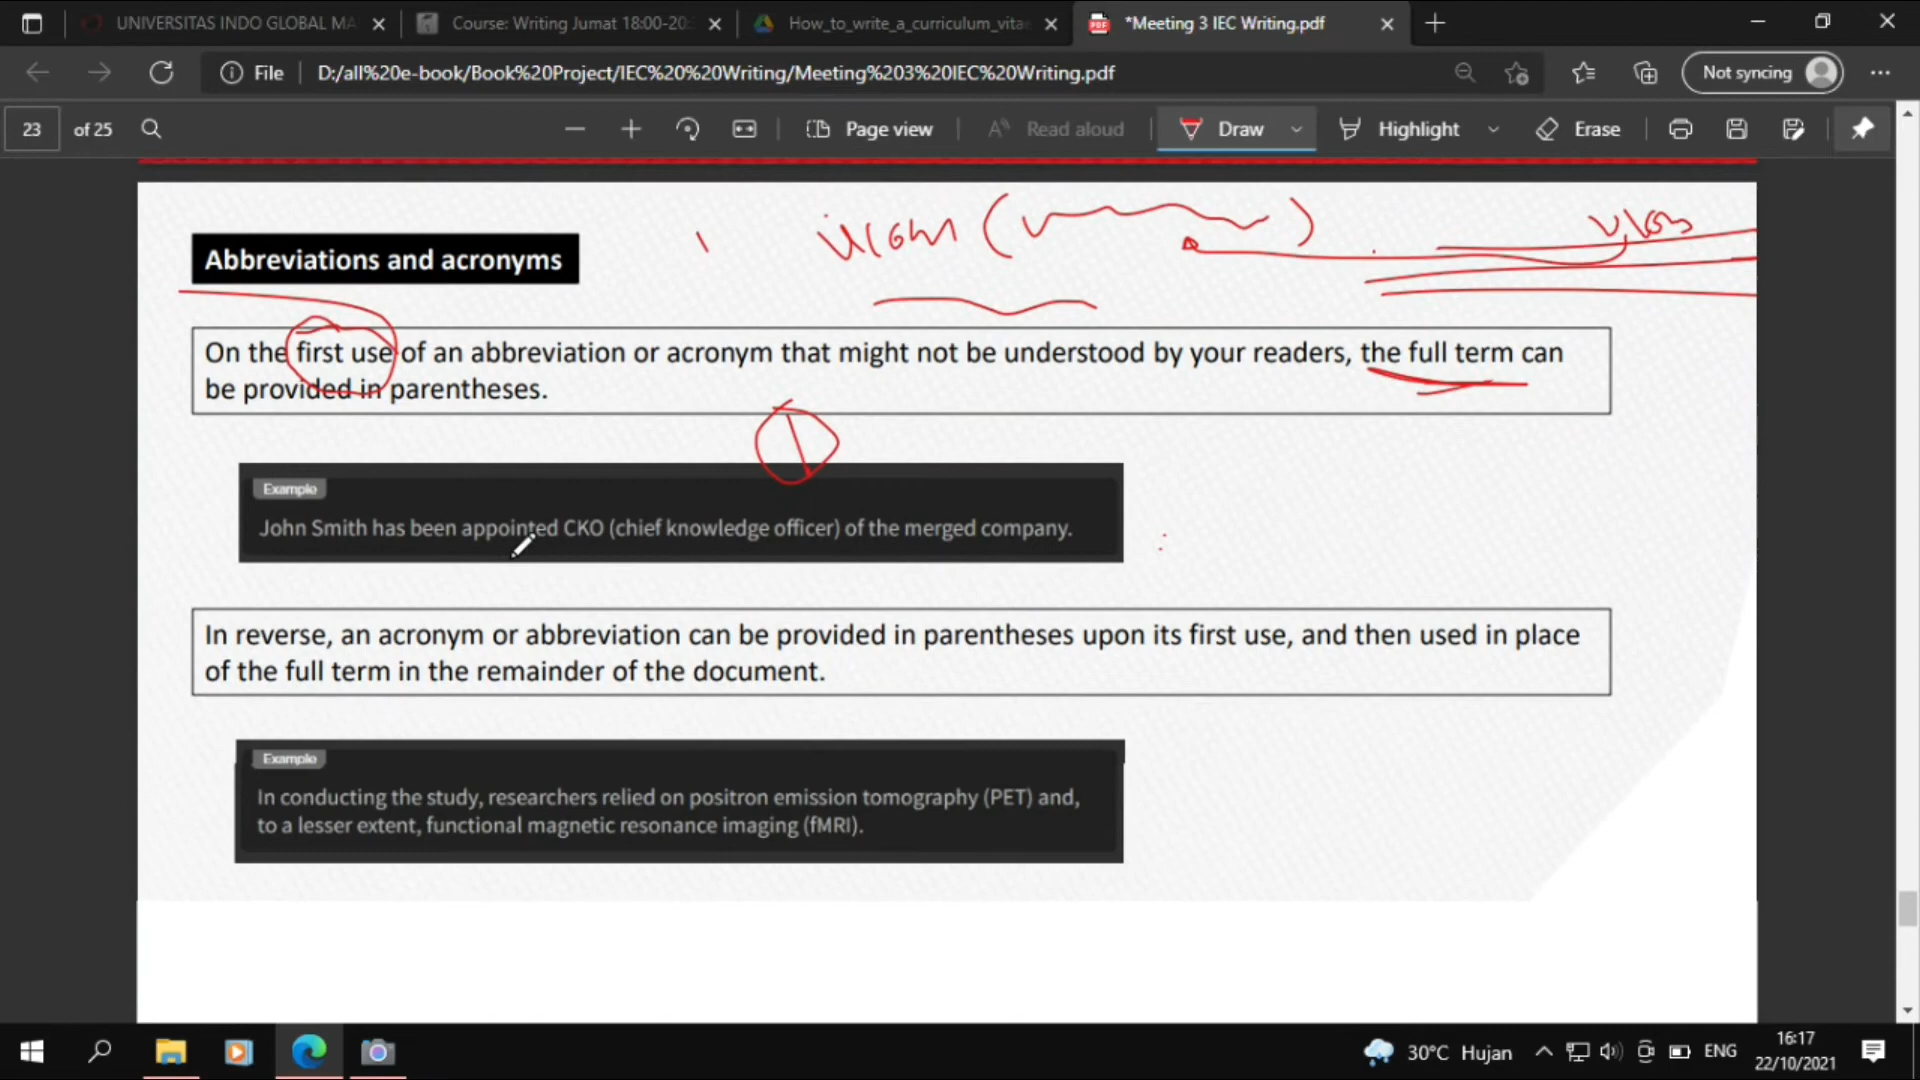 UNIVERSITAS INDO GLOBAL MA
Course: Writing Jumat 18:00-20:
How_to_write_a_curriculum_vitae
*Meeting 3 IEC Writing.pdf
File
D:/all%20e-book/Book%20Project/IEC%20%20Writing/Meeting%203%20IEC%20Writing.pdf
Not syncing
23 of 25
Page view
Read aloud
Draw
Highlight
Erase
Abbreviations and acronyms
On the first use of an abbreviation or acronym that might not be understood by your readers, the full term can
be provided in parentheses.
Example
John Smith has been appointed CKO (chief knowledge officer) of the merged company.
In reverse, an acronym or abbreviation can be provided in parentheses upon its first use, and then used in place
of the full term in the remainder of the document.
Example
In conducting the study, researchers relied on positron emission tomography (PET) and,
to a lesser extent, functional magnetic resonance imaging (fMRI).
30°C Hujan
ENG
16:17
22/10/2021